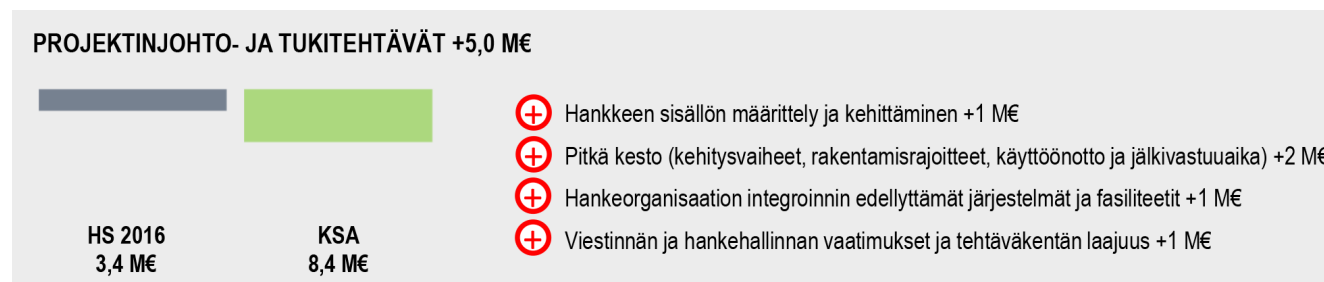 PROJEKTINJOHTO- JA TUKITEHTÄVÄT +5,0 M€
Hankkeen sisällön määrittely ja kehittäminen +1 M€
Pitkä kesto (kehitysvaiheet, rakentamisrajoitteet, käyttöönotto ja jälkivastuuaika) +2 M€
Hankeorganisaation integroinnin edellyttämät järjestelmät ja fasiliteetit +1 M€
Viestinnän ja hankehallinnan vaatimukset ja tehtäväkentän laajuus +1 M€
HS 2016
3,4 M€
KSA
8,4 M€